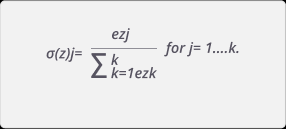 ezj
σ(z)j= ∑ for j= 1....k.
k
k=1ezk